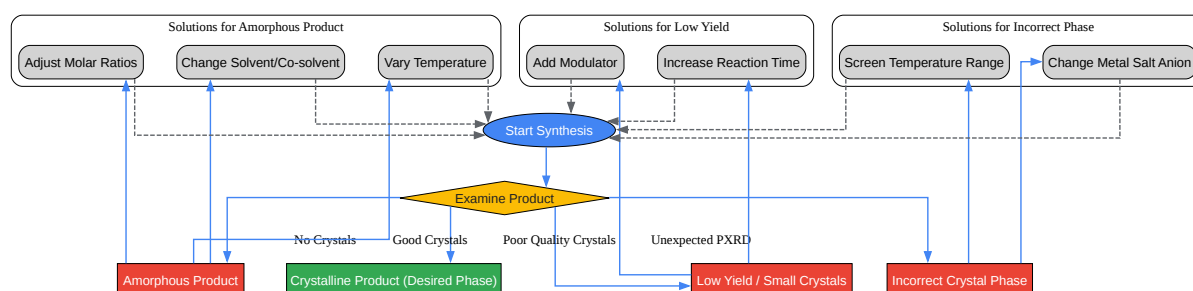 Solutions for Amorphous Product
Solutions for Low Yield
Solutions for Incorrect Phase
Adjust Molar Ratios
Change Solvent/Co-solvent
Vary Temperature
Add Modulator
Increase Reaction Time
Screen Temperature Range
Change Metal Salt Anion
Start Synthesis
Examine Product
No Crystals
Good Crystals
Poor Quality Crystals
Unexpected PXRD
Amorphous Product
Crystalline Product (Desired Phase)
Low Yield / Small Crystals
Incorrect Crystal Phase